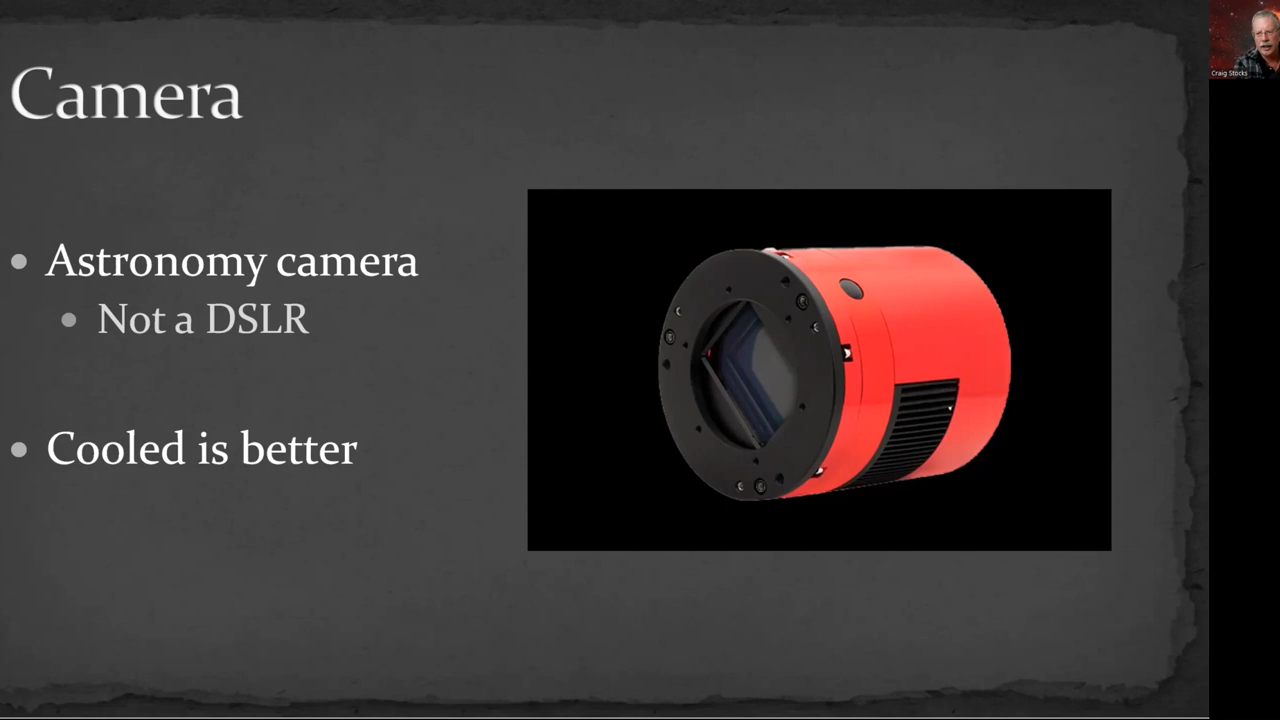 Camera
Astronomy camera
Not a DSLR
Cooled is better
Craig Stocks